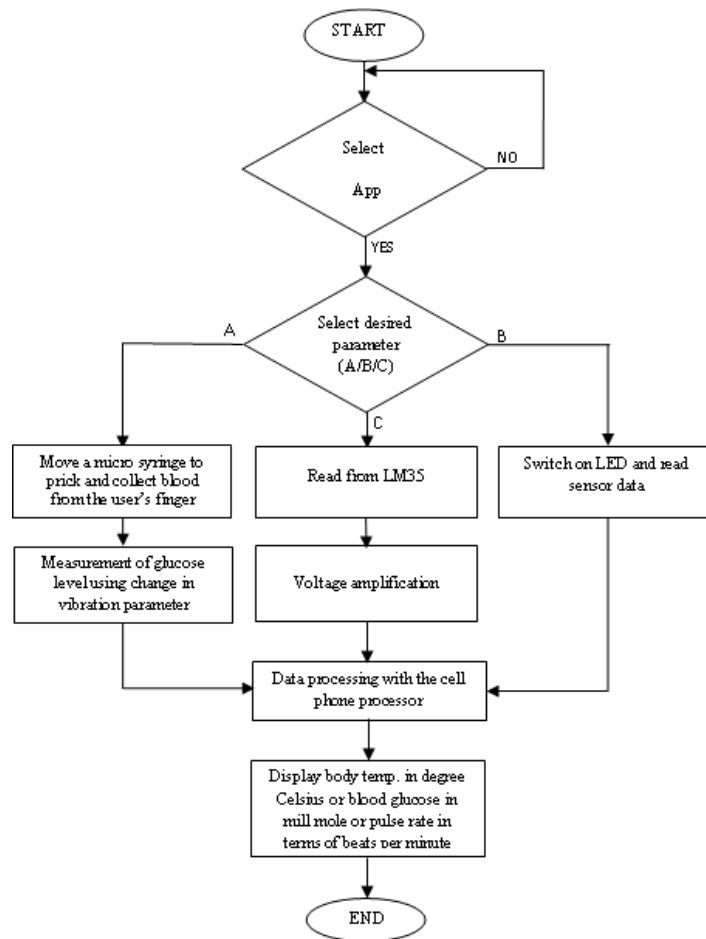 START
Select
App
NO
YES
A
Select desired
parameter
(A/B/C)
B
C
Move a micro syringe to
prick and collect blood
from the user's finger
Read from LM35
Switch on LED and read
sensor data
Measurement of glucose
level using change in
vibration parameter
Voltage amplification
Data processing with the cell
phone processor
Display body temp. in degree
Celsius or blood glucose in
mill mole or pulse rate in
terms of beats per minute
END